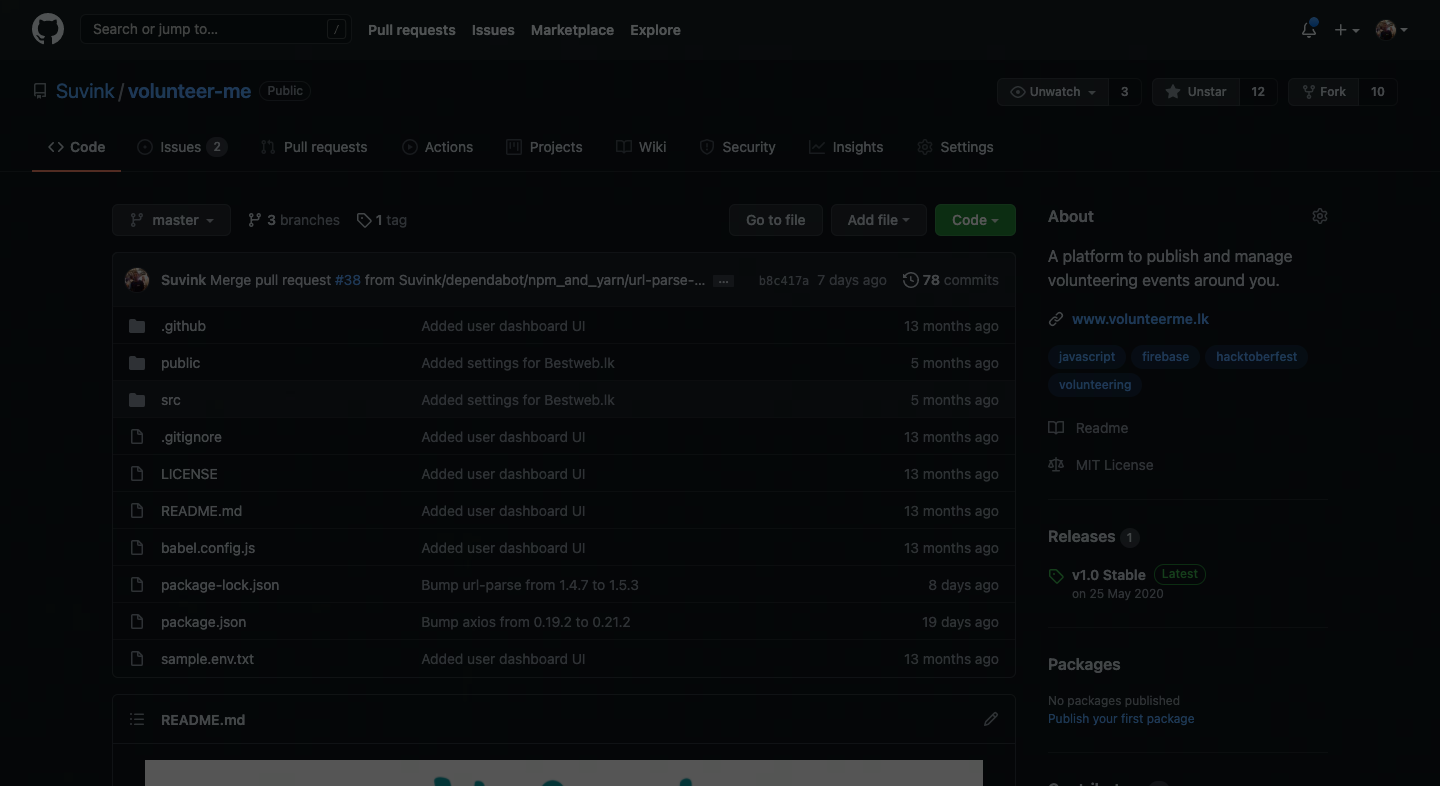 Search or jump to... /
Pull requests Issues Marketplace Explore
Suvink / volunteer-me Public
Unwatch 3 Unstar 12 Fork 10
Code Issues 2 Pull requests Actions Projects Wiki Security Insights Settings
master 3 branches 1 tag
Go to file Add file Code
Suvink Merge pull request #38 from Suvink/dependabot/npm_and_yarn/url-parse-... ... b8c417a 7 days ago 78 commits
.github Added user dashboard UI 13 months ago
public Added settings for Bestweb.lk 5 months ago
src Added settings for Bestweb.lk 5 months ago
.gitignore Added user dashboard UI 13 months ago
LICENSE Added user dashboard UI 13 months ago
README.md Added user dashboard UI 13 months ago
babel.config.js Added user dashboard UI 13 months ago
package-lock.json Bump url-parse from 1.4.7 to 1.5.3 8 days ago
package.json Bump axios from 0.19.2 to 0.21.2 19 days ago
sample.env.txt Added user dashboard UI 13 months ago
README.md
About
A platform to publish and manage
volunteering events around you.
www.volunteerme.lk
javascript firebase hacktoberfest
volunteering
Readme
MIT License
Releases 1
v1.0 Stable Latest
on 25 May 2020
Packages
No packages published
Publish your first package